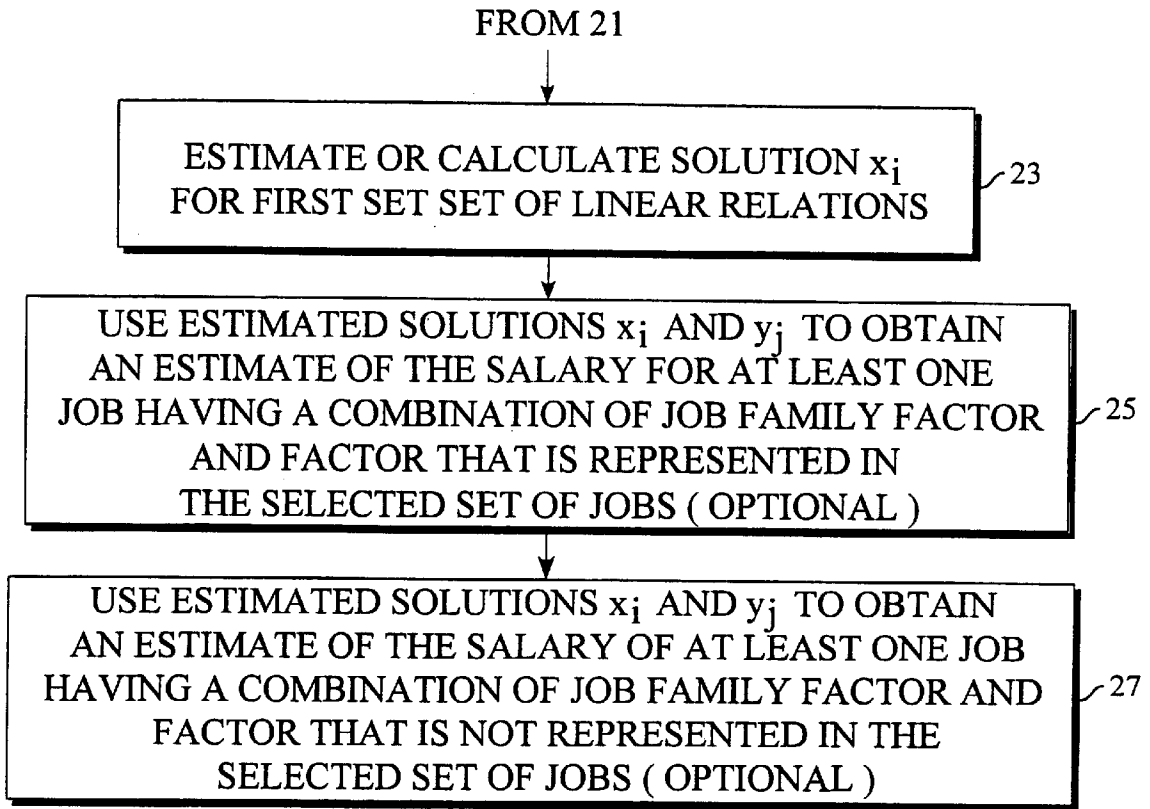 FROM 21
ESTIMATE OR CALCULATE SOLUTION xi
FOR FIRST SET SET OF LINEAR RELATIONS
23
USE ESTIMATED SOLUTIONS xi AND yj TO OBTAIN
AN ESTIMATE OF THE SALARY FOR AT LEAST ONE
JOB HAVING A COMBINATION OF JOB FAMILY FACTOR
AND FACTOR THAT IS REPRESENTED IN
THE SELECTED SET OF JOBS ( OPTIONAL )
25
USE ESTIMATED SOLUTIONS xi AND yj TO OBTAIN
AN ESTIMATE OF THE SALARY OF AT LEAST ONE JOB
HAVING A COMBINATION OF JOB FAMILY FACTOR AND
FACTOR THAT IS NOT REPRESENTED IN THE
SELECTED SET OF JOBS ( OPTIONAL )
27